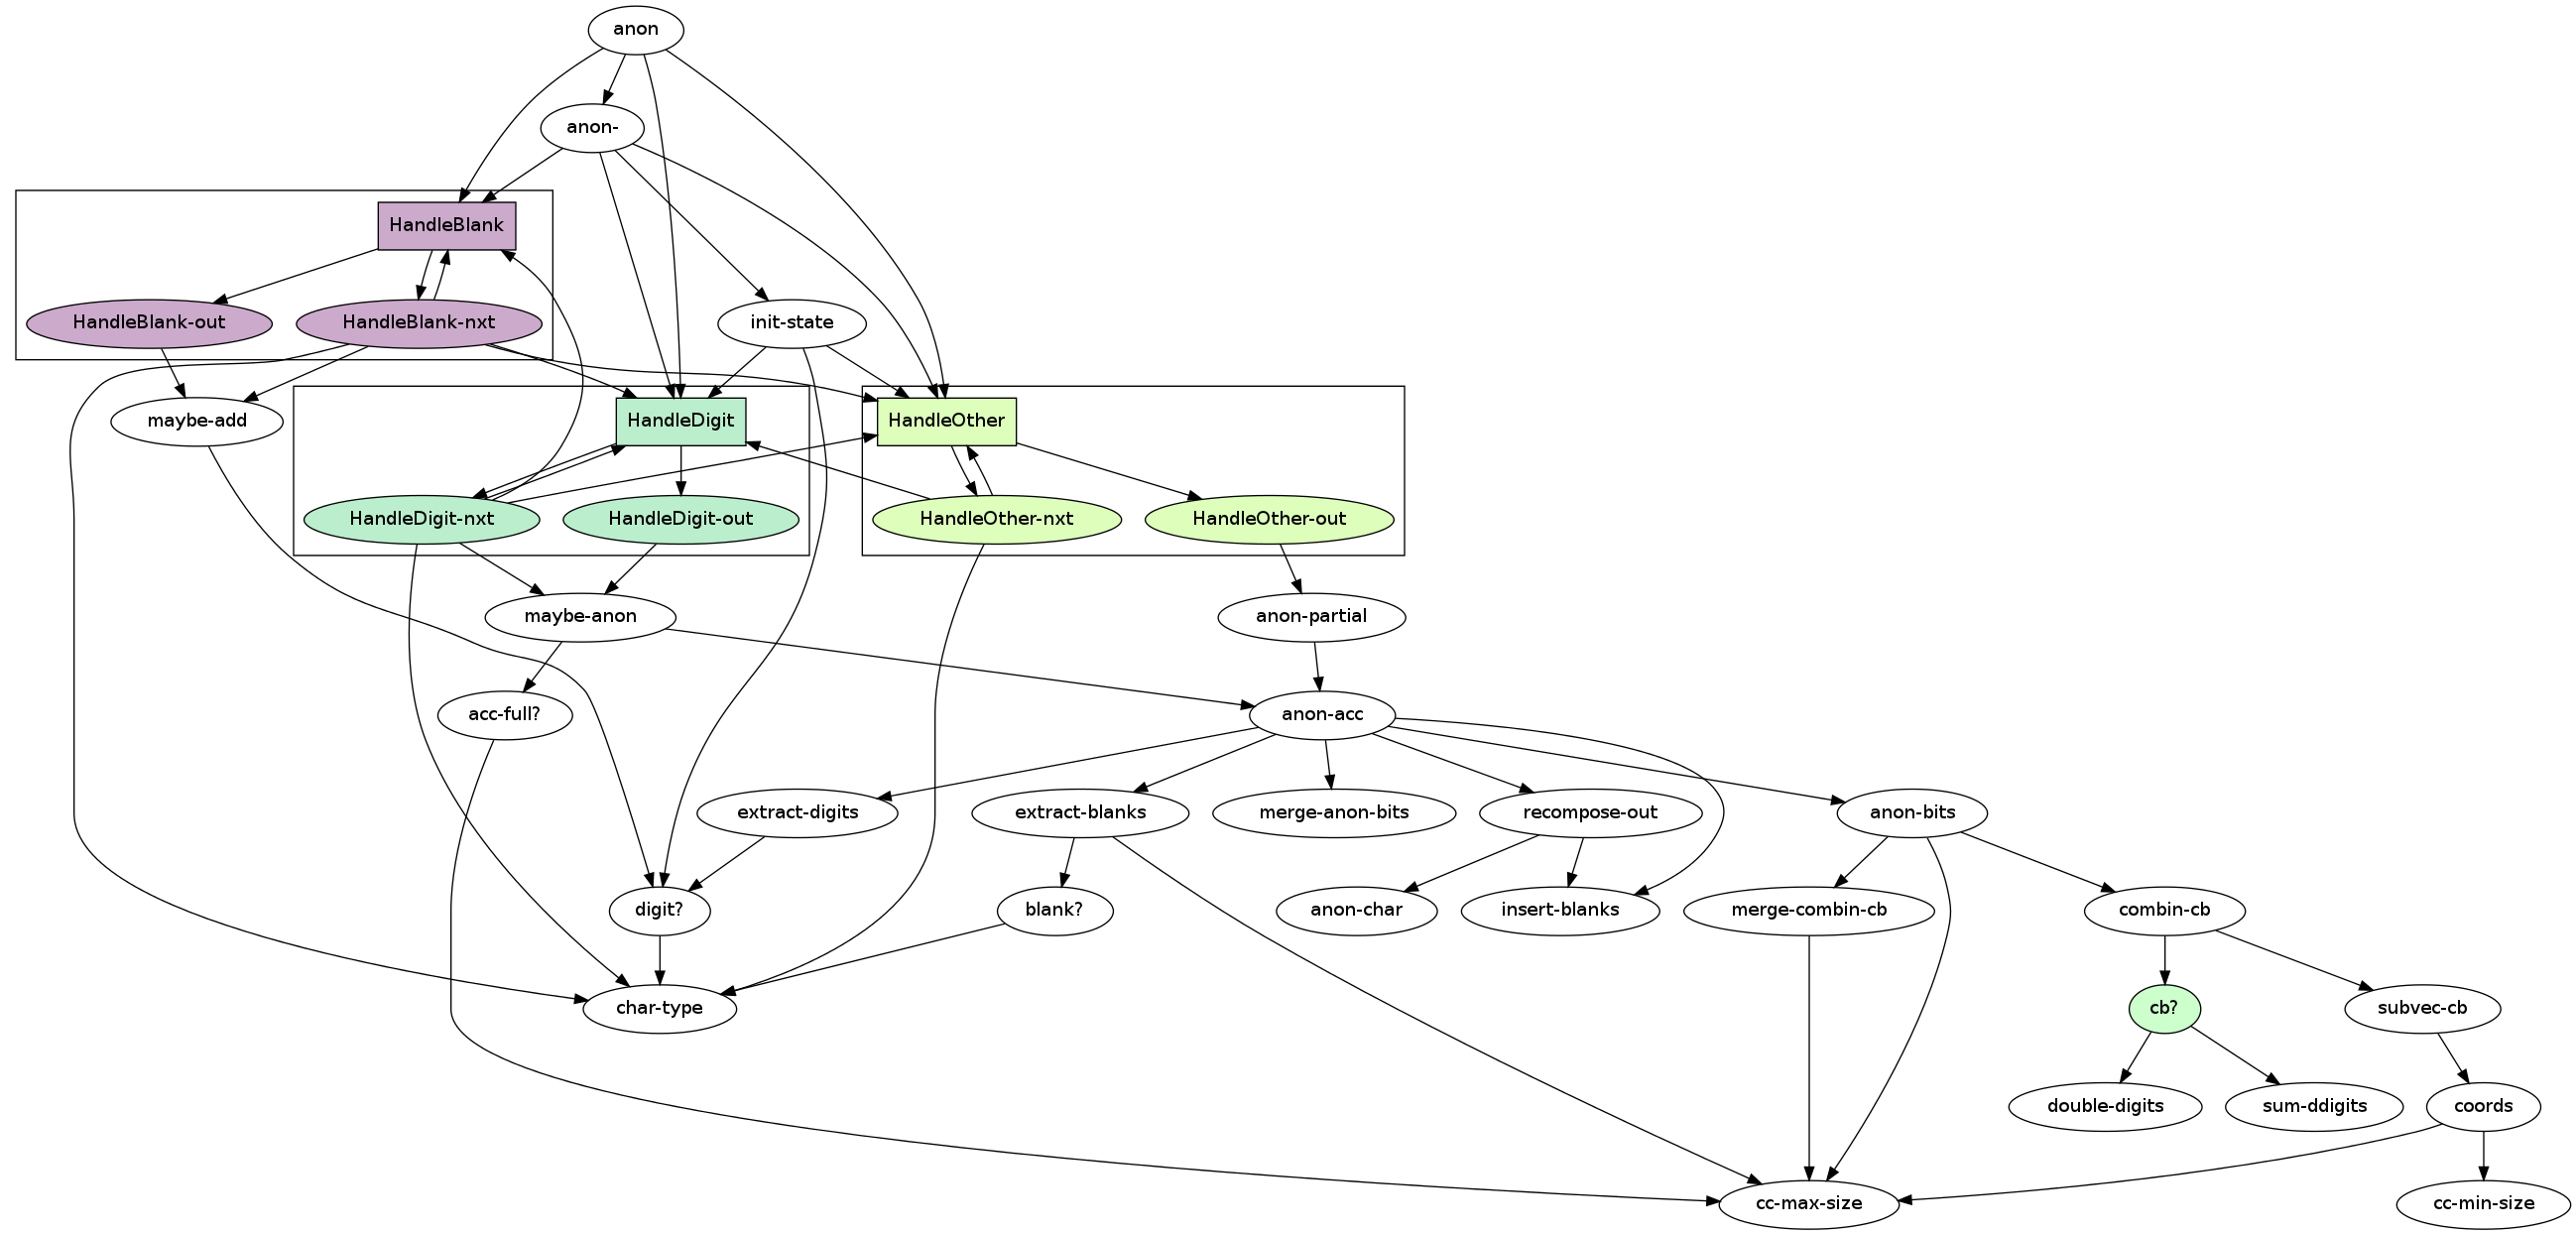 anon
anon-
HandleBlank
HandleBlank-out
HandleBlank-nxt
init-state
maybe-add
HandleDigit
HandleOther
HandleDigit-nxt
HandleDigit-out
HandleOther-nxt
HandleOther-out
maybe-anon
anon-partial
acc-full?
anon-acc
extract-digits
extract-blanks
merge-anon-bits
recompose-out
anon-bits
digit?
blank?
anon-char
insert-blanks
merge-combin-cb
combin-cb
char-type
cb?
subvec-cb
double-digits
sum-ddigits
coords
cc-max-size
cc-min-size